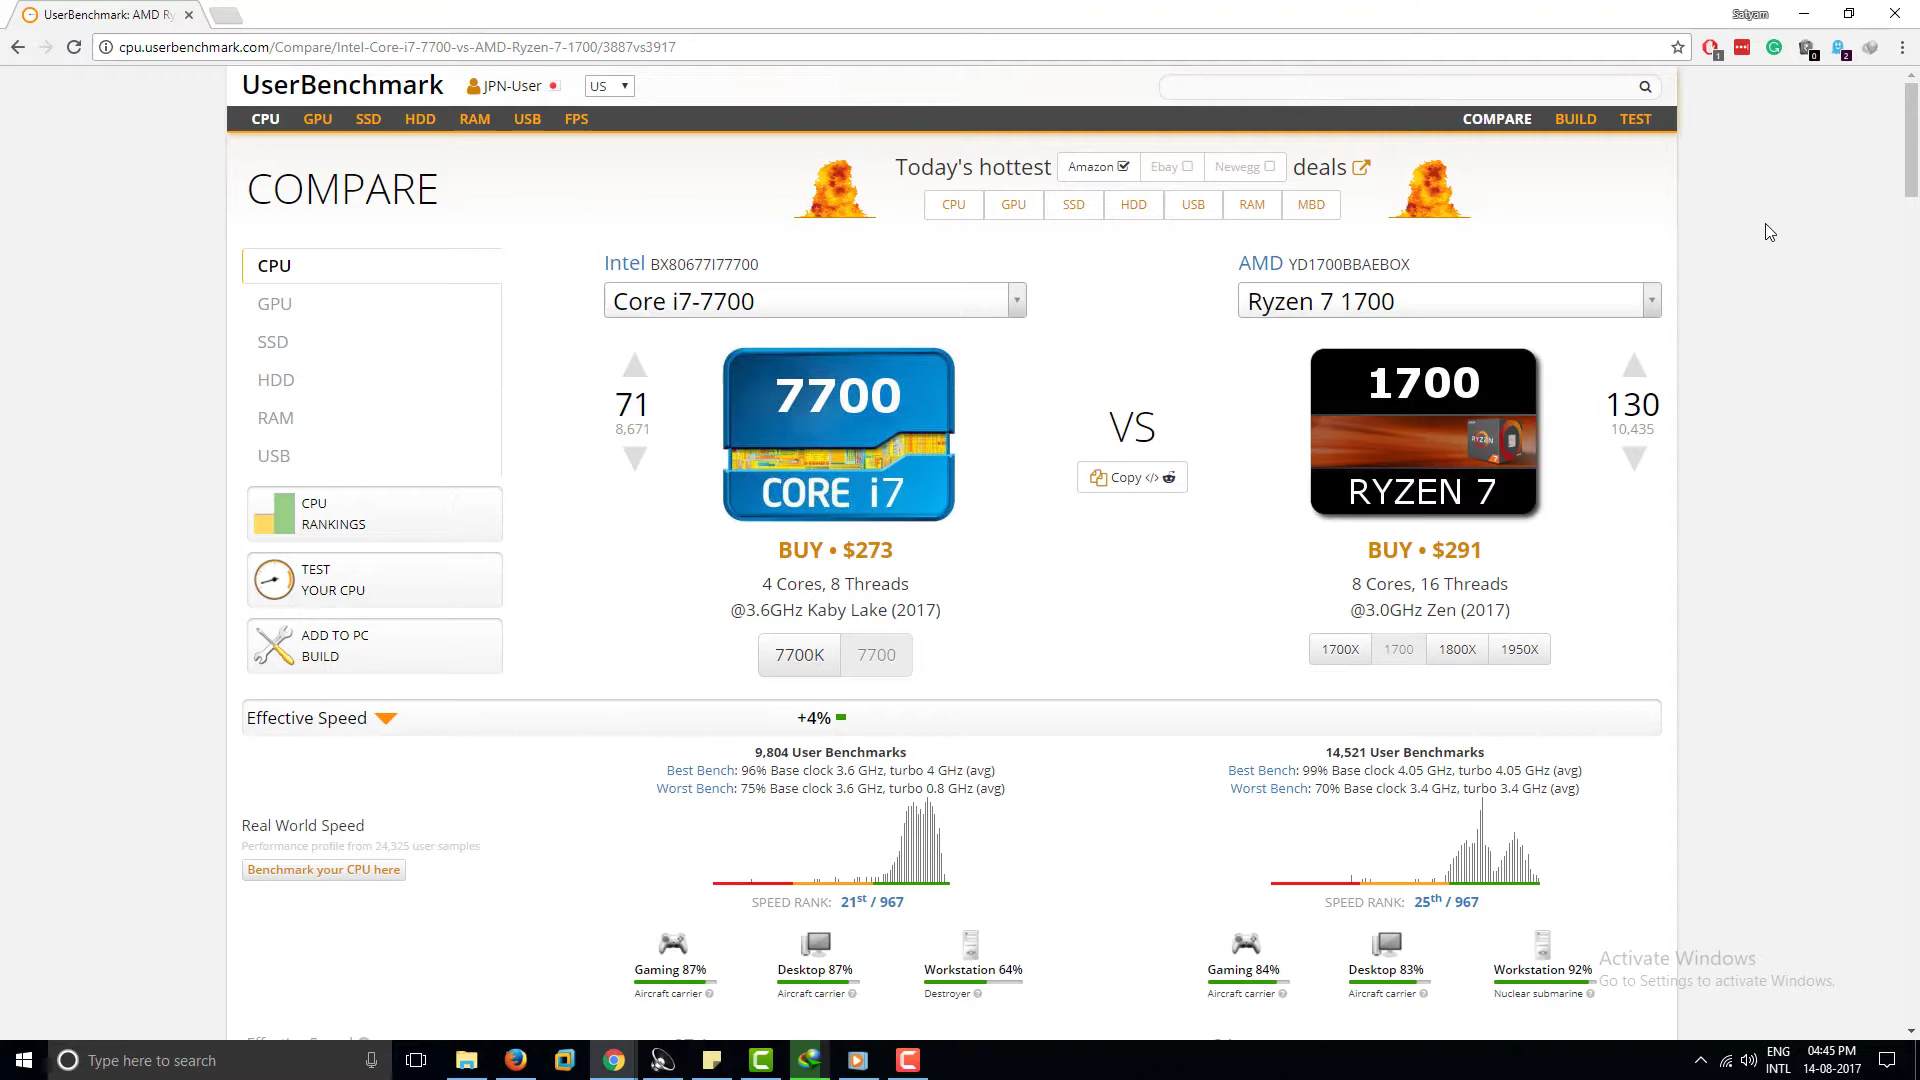 UserBenchmark: AMD Ry
Satyam
cpu.userbenchmark.com/Compare/Intel-Core-i7-7700-vs-AMD-Ryzen-7-1700/3887vs3917
1
0
2
UserBenchmark
JPN-User
US
CPU GPU SSD HDD RAM USB FPS
COMPARE BUILD TEST
COMPARE
Today's hottest Amazon Ebay Newegg deals
CPU GPU SSD HDD USB RAM MBD
CPU
GPU
SSD
HDD
RAM
USB
CPU
RANKINGS
TEST
YOUR CPU
ADD TO PC
BUILD
Intel BX80677I77700
Core i7-7700
71
8,671
7700
CORE i7
BUY • $273
4 Cores, 8 Threads
@3.6GHz Kaby Lake (2017)
7700K 7700
VS
Copy </>
AMD YD1700BBAEBOX
Ryzen 7 1700
1700
RYZEN
7
RYZEN 7
130
10,435
BUY • $291
8 Cores, 16 Threads
@3.0GHz Zen (2017)
1700X 1700 1800X 1950X
Effective Speed
+4%
Real World Speed
Performance profile from 24,325 user samples
Benchmark your CPU here
9,804 User Benchmarks
Best Bench: 96% Base clock 3.6 GHz, turbo 4 GHz (avg)
Worst Bench: 75% Base clock 3.6 GHz, turbo 0.8 GHz (avg)
SPEED RANK: 21st / 967
Gaming 87% Desktop 87% Workstation 64%
Aircraft carrier Aircraft carrier Destroyer
14,521 User Benchmarks
Best Bench: 99% Base clock 4.05 GHz, turbo 4.05 GHz (avg)
Worst Bench: 70% Base clock 3.4 GHz, turbo 3.4 GHz (avg)
SPEED RANK: 25th / 967
Gaming 84% Desktop 83% Workstation 92%
Aircraft carrier Aircraft carrier Nuclear submarine
Activate Windows
Go to Settings to activate Windows.
Type here to search
ENG
INTL
04:45 PM
14-08-2017